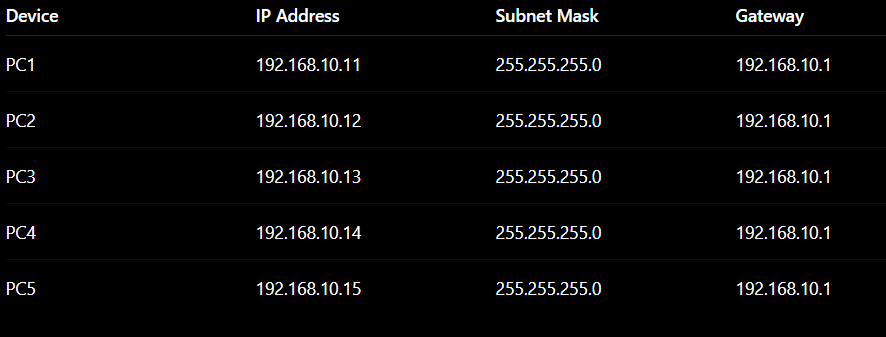 Device IP Address Subnet Mask Gateway
PC1 192.168.10.11 255.255.255.0 192.168.10.1
PC2 192.168.10.12 255.255.255.0 192.168.10.1
PC3 192.168.10.13 255.255.255.0 192.168.10.1
PC4 192.168.10.14 255.255.255.0 192.168.10.1
PC5 192.168.10.15 255.255.255.0 192.168.10.1